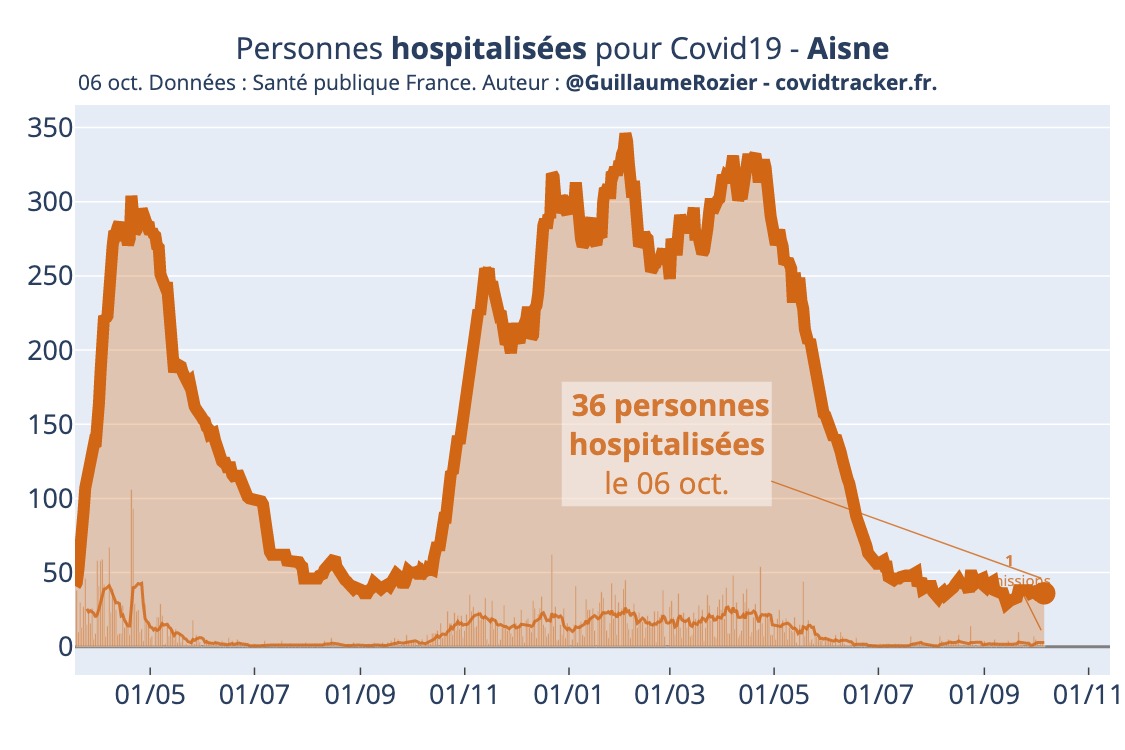 Personnes hospitalisées pour Covid19 - Aisne
06 oct. Données : Santé publique France. Auteur : @GuillaumeRozier - covidtracker.fr.
350
300
250
200
150
100
50
0
36 personnes
hospitalisées
le 06 oct.
1
01/05 01/07 01/09 01/11 01/01 01/03 01/05 01/07 01/09 01/11